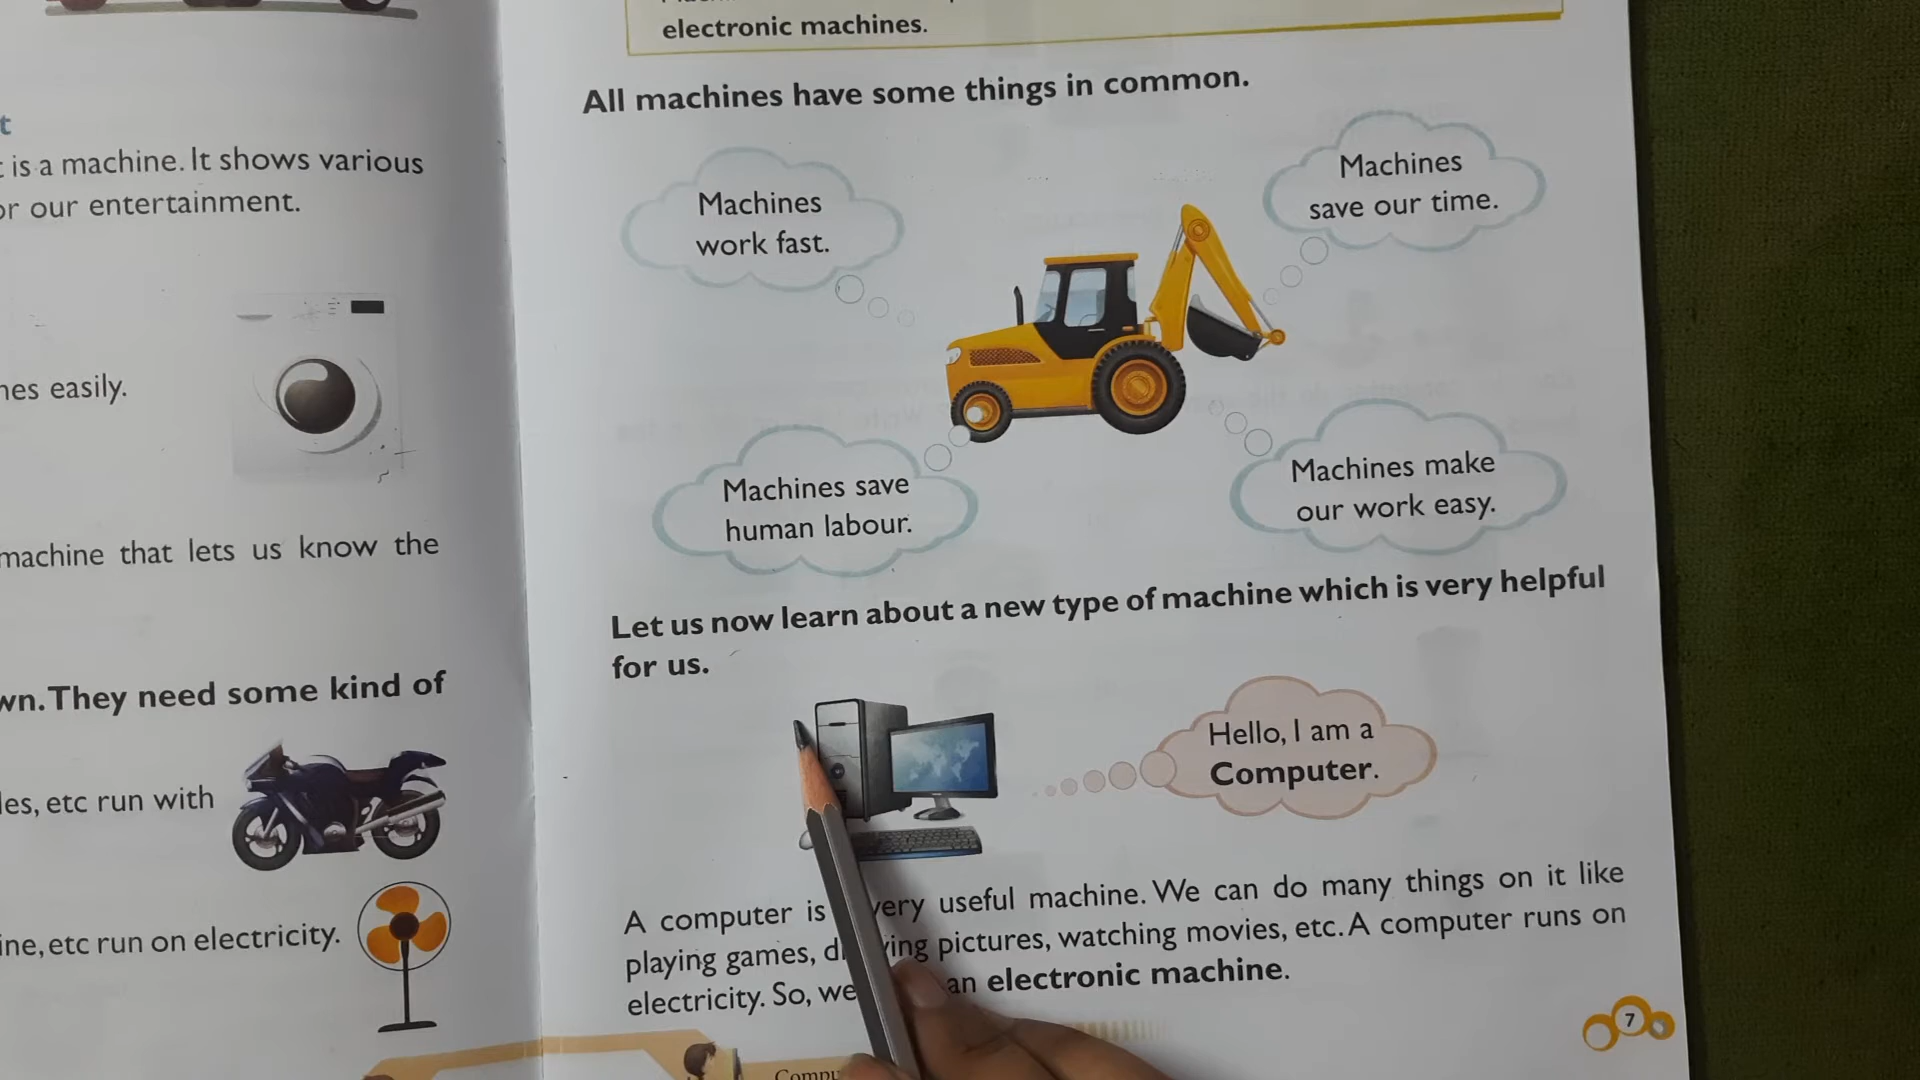 t
is a machine. It shows various
or our entertainment.
easily.
machine that lets us know the
They need some kind of
etc run with
etc run on electricity.
electronic machines.
All machines have some things in common.
Machines
work fast.
Machines
save our time.
Machines save
human labour.
Machines make
our work easy.
Let us now learn about a new type of machine which is very helpful
for us.
Hello, I am a
Computer.
A computer is very useful machine. We can do many things on it like
playing games, pictures, watching movies, etc. A computer runs on
electricity. So, we an electronic machine.
7